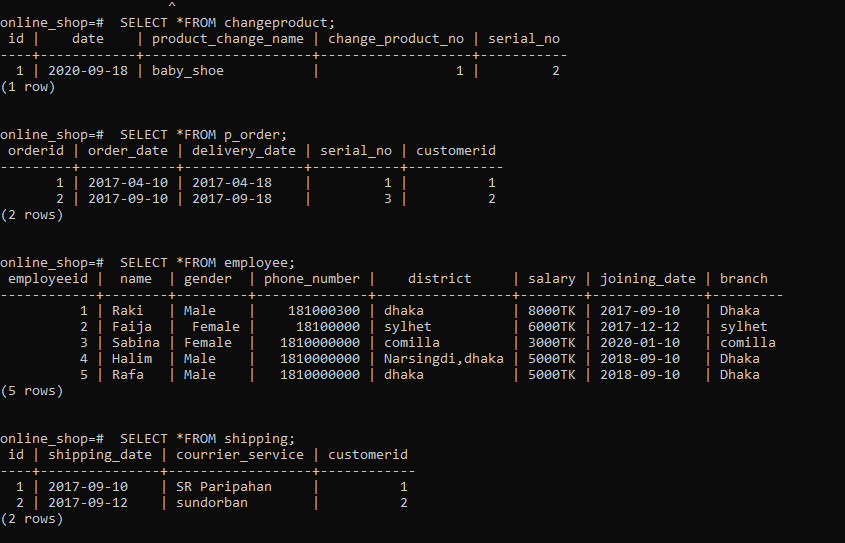 ^
online_shop=#  SELECT *FROM changeproduct;
 id |    date    | product_change_name | change_product_no | serial_no
----+------------+---------------------+-------------------+-----------
  1 | 2020-09-18 | baby_shoe           |                 1 |         2
(1 row)
online_shop=#  SELECT *FROM p_order;
 orderid | order_date | delivery_date | serial_no | customerid
---------+------------+---------------+-----------+------------
       1 | 2017-04-10 | 2017-04-18    |         1 |          1
       2 | 2017-09-10 | 2017-09-18    |         3 |          2
(2 rows)
online_shop=#  SELECT *FROM employee;
 employeeid |  name  | gender  | phone_number |    district     | salary | joining_date | branch
------------+--------+---------+--------------+-----------------+--------+--------------+---------
          1 | Raki   | Male    |    181000300 | dhaka           | 8000TK | 2017-09-10   | Dhaka
          2 | Faija  |  Female |     18100000 | sylhet          | 6000TK | 2017-12-12   | sylhet
          3 | Sabina | Female  |   1810000000 | comilla         | 3000TK | 2020-01-10   | comilla
          4 | Halim  | Male    |   1810000000 | Narsingdi,dhaka | 5000TK | 2018-09-10   | Dhaka
          5 | Rafa   | Male    |   1810000000 | dhaka           | 5000TK | 2018-09-10   | Dhaka
(5 rows)
online_shop=#  SELECT *FROM shipping;
 id | shipping_date | courrier_service | customerid
----+---------------+------------------+------------
  1 | 2017-09-10    | SR Paripahan     |          1
  2 | 2017-09-12    | sundorban        |          2
(2 rows)